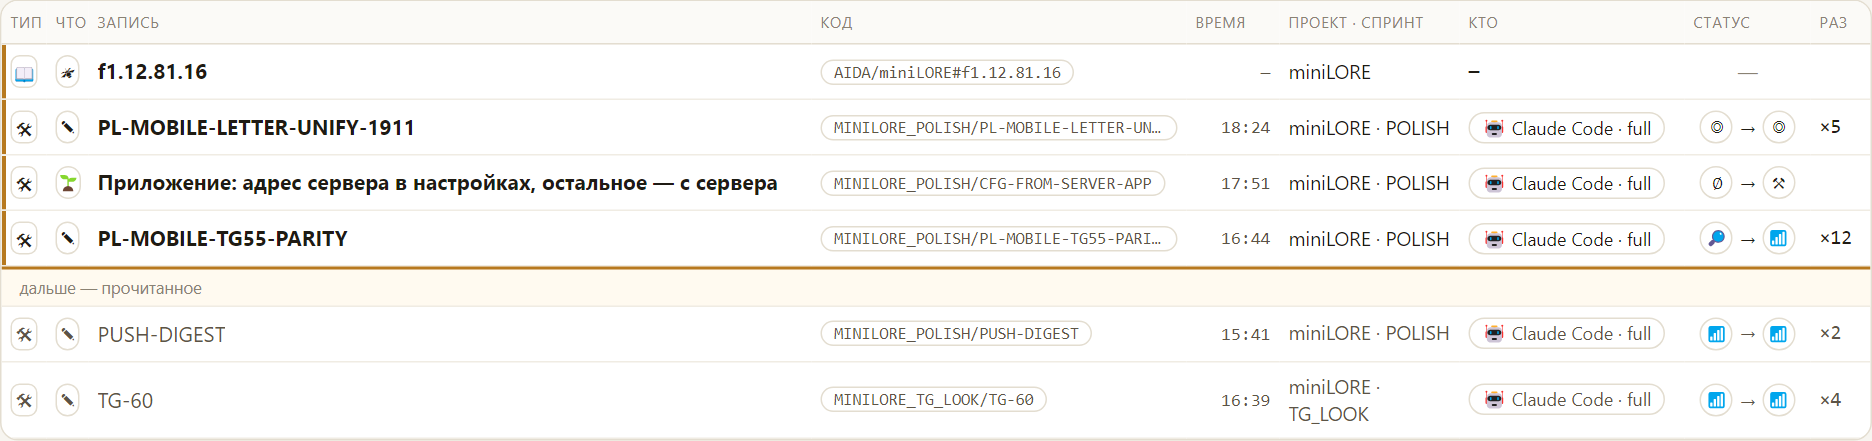 ТИП ЧТО ЗАПИСЬ КОД ВРЕМЯ ПРОЕКТ · СПРИНТ КТО СТАТУС РАЗ
f1.12.81.16 AIDA/miniLORE#f1.12.81.16 — miniLORE — —
PL-MOBILE-LETTER-UNIFY-1911 MINILORE_POLISH/PL-MOBILE-LETTER-UN… 18:24 miniLORE · POLISH Claude Code · full → ×5
Приложение: адрес сервера в настройках, остальное — с сервера MINILORE_POLISH/CFG-FROM-SERVER-APP 17:51 miniLORE · POLISH Claude Code · full Ø →
PL-MOBILE-TG55-PARITY MINILORE_POLISH/PL-MOBILE-TG55-PARI… 16:44 miniLORE · POLISH Claude Code · full → ×12
дальше — прочитанное
PUSH-DIGEST MINILORE_POLISH/PUSH-DIGEST 15:41 miniLORE · POLISH Claude Code · full → ×2
TG-60 MINILORE_TG_LOOK/TG-60 16:39 miniLORE · TG_LOOK Claude Code · full → ×4